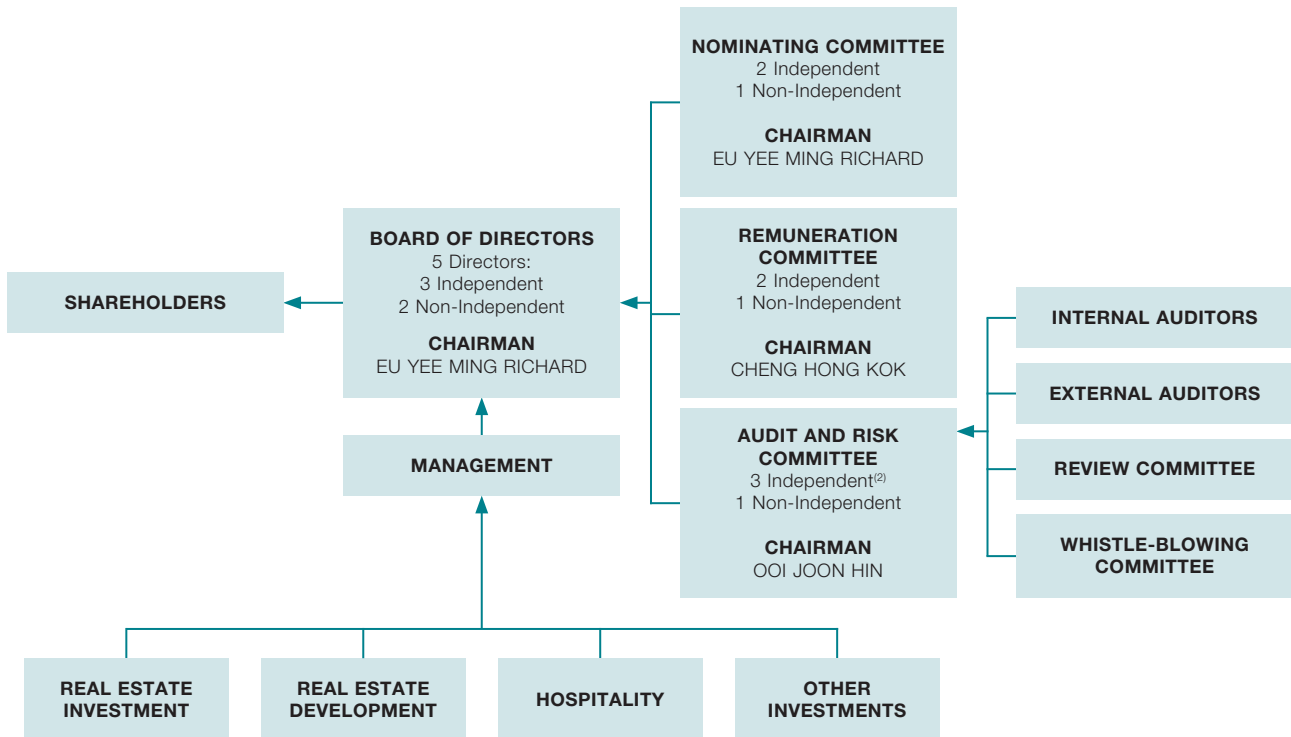 NOMINATING COMMITTEE
2 Independent
1 Non-Independent
CHAIRMAN
EU YEE MING RICHARD
BOARD OF DIRECTORS
5 Directors:
3 Independent
2 Non-Independent
CHAIRMAN
EU YEE MING RICHARD
REMUNERATION
COMMITTEE
2 Independent
1 Non-Independent
CHAIRMAN
CHENG HONG KOK
SHAREHOLDERS
INTERNAL AUDITORS
EXTERNAL AUDITORS
MANAGEMENT
AUDIT AND RISK
COMMITTEE
3 Independent(2)
1 Non-Independent
CHAIRMAN
OOI JOON HIN
REVIEW COMMITTEE
WHISTLE-BLOWING
COMMITTEE
REAL ESTATE
INVESTMENT
REAL ESTATE
DEVELOPMENT
HOSPITALITY
OTHER
INVESTMENTS